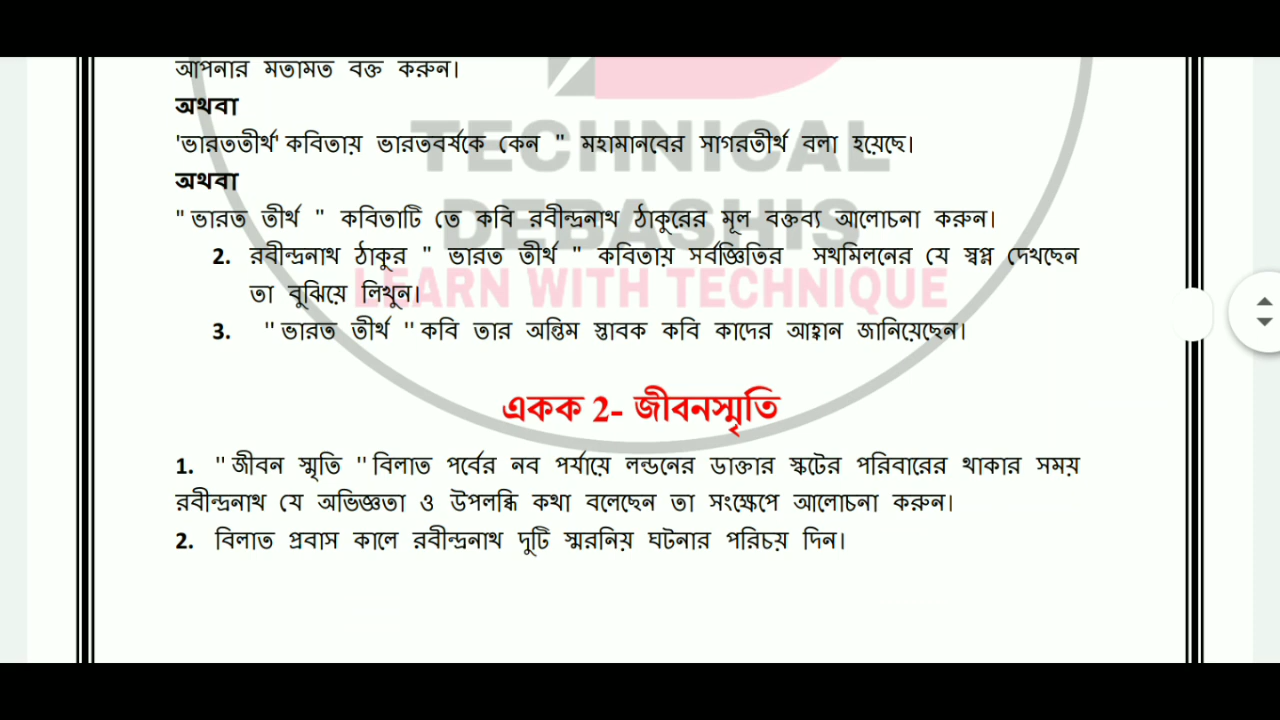 আপনার মতামত বক্ত করুন।
অথবা
'ভারততীর্থ' কবিতায় ভারতবর্ষকে কেন " মহামানবের সাগরতীর্থ বলা হয়েছে।
অথবা
" ভারত তীর্থ " কবিতাটি তে কবি রবীন্দ্রনাথ ঠাকুরের মূল বক্তব্য আলোচনা করুন।
2. রবীন্দ্রনাথ ঠাকুর " ভারত তীর্থ " কবিতায় সর্বজ্ঞিতির সথমিলনের যে স্বপ্ন দেখছেন
তা বুঝিয়ে লিখুন।
3. " ভারত তীর্থ " কবি তার অন্তিম স্তাবক কবি কাদের আহ্বান জানিয়েছেন।
একক 2- জীবনস্মৃতি
1. " জীবন স্মৃতি " বিলাত পর্বের নব পর্যায়ে লন্ডনের ডাক্তার স্কটের পরিবারের থাকার সময়
রবীন্দ্রনাথ যে অভিজ্ঞতা ও উপলব্ধি কথা বলেছেন তা সংক্ষেপে আলোচনা করুন।
2. বিলাত প্রবাস কালে রবীন্দ্রনাথ দুটি স্মরনিয় ঘটনার পরিচয় দিন।
TECHNICAL
DEBASHIS
LEARN WITH TECHNIQUE